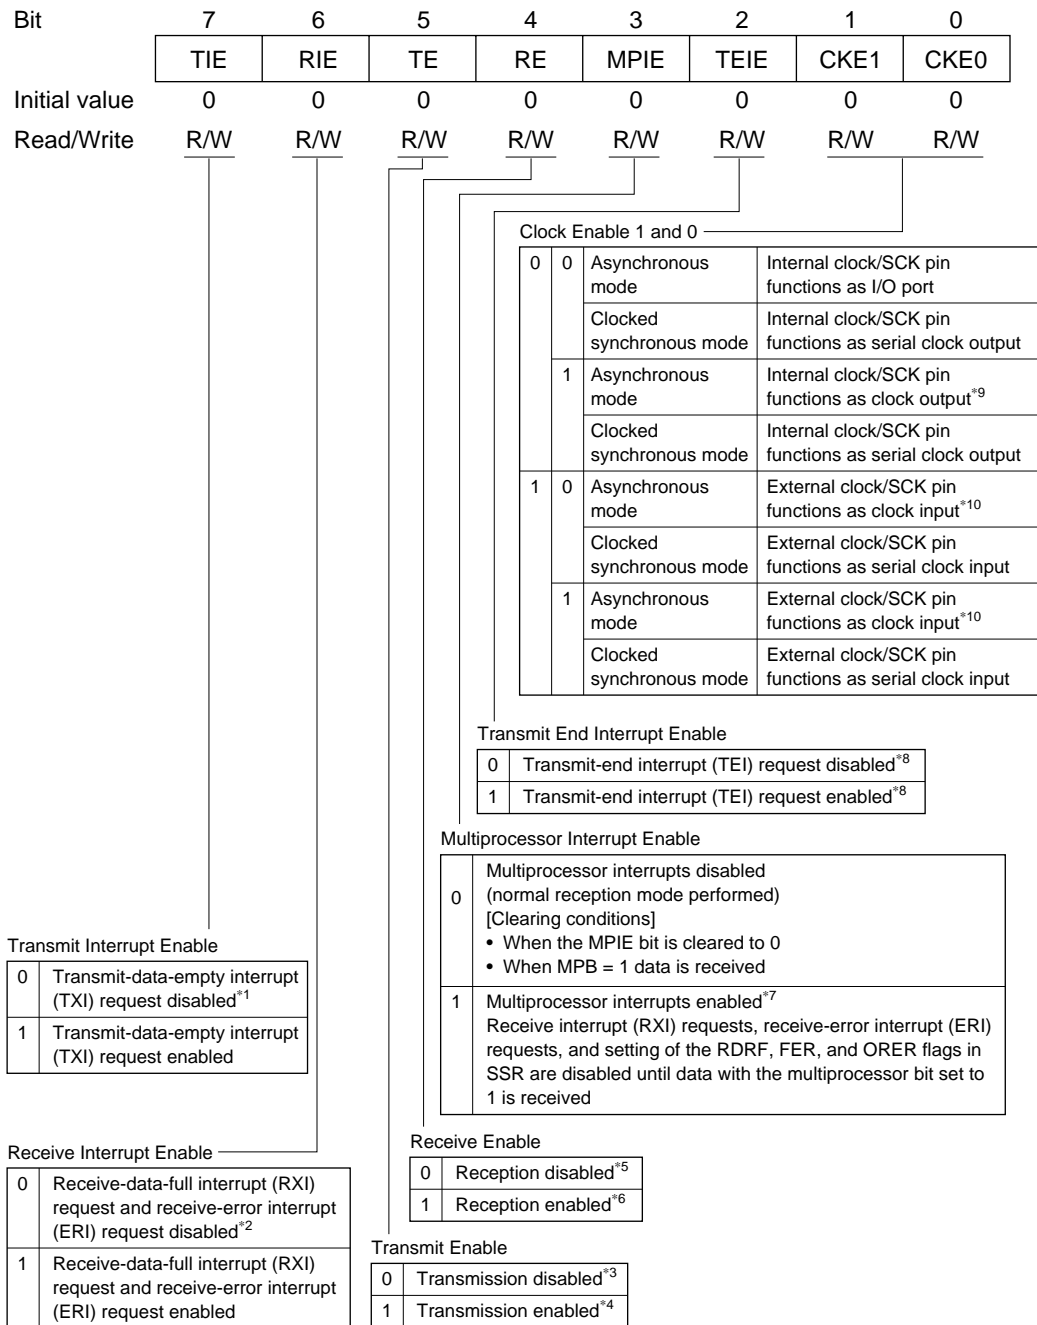 Bit 7 6 5 4 3 2 1 0
TIE RIE TE RE MPIE TEIE CKE1 CKE0
Initial value 0 0 0 0 0 0 0 0
Read/Write R/W R/W R/W R/W R/W R/W R/W R/W
Clock Enable 1 and 0
0 0 Asynchronous mode Internal clock/SCK pin functions as I/O port
Clocked synchronous mode Internal clock/SCK pin functions as serial clock output
1 Asynchronous mode Internal clock/SCK pin functions as clock output*9
Clocked synchronous mode Internal clock/SCK pin functions as serial clock output
1 0 Asynchronous mode External clock/SCK pin functions as clock input*10
Clocked synchronous mode External clock/SCK pin functions as serial clock input
1 Asynchronous mode External clock/SCK pin functions as clock input*10
Clocked synchronous mode External clock/SCK pin functions as serial clock input
Transmit End Interrupt Enable
0 Transmit-end interrupt (TEI) request disabled*8
1 Transmit-end interrupt (TEI) request enabled*8
Multiprocessor Interrupt Enable
0 Multiprocessor interrupts disabled
(normal reception mode performed)
[Clearing conditions]
• When the MPIE bit is cleared to 0
• When MPB = 1 data is received
1 Multiprocessor interrupts enabled*7
Receive interrupt (RXI) requests, receive-error interrupt (ERI)
requests, and setting of the RDRF, FER, and ORER flags in
SSR are disabled until data with the multiprocessor bit set to
1 is received
Transmit Interrupt Enable
0 Transmit-data-empty interrupt
(TXI) request disabled*1
1 Transmit-data-empty interrupt
(TXI) request enabled
Receive Enable
0 Reception disabled*5
1 Reception enabled*6
Receive Interrupt Enable
0 Receive-data-full interrupt (RXI)
request and receive-error interrupt
(ERI) request disabled*2
1 Receive-data-full interrupt (RXI)
request and receive-error interrupt
(ERI) request enabled
Transmit Enable
0 Transmission disabled*3
1 Transmission enabled*4